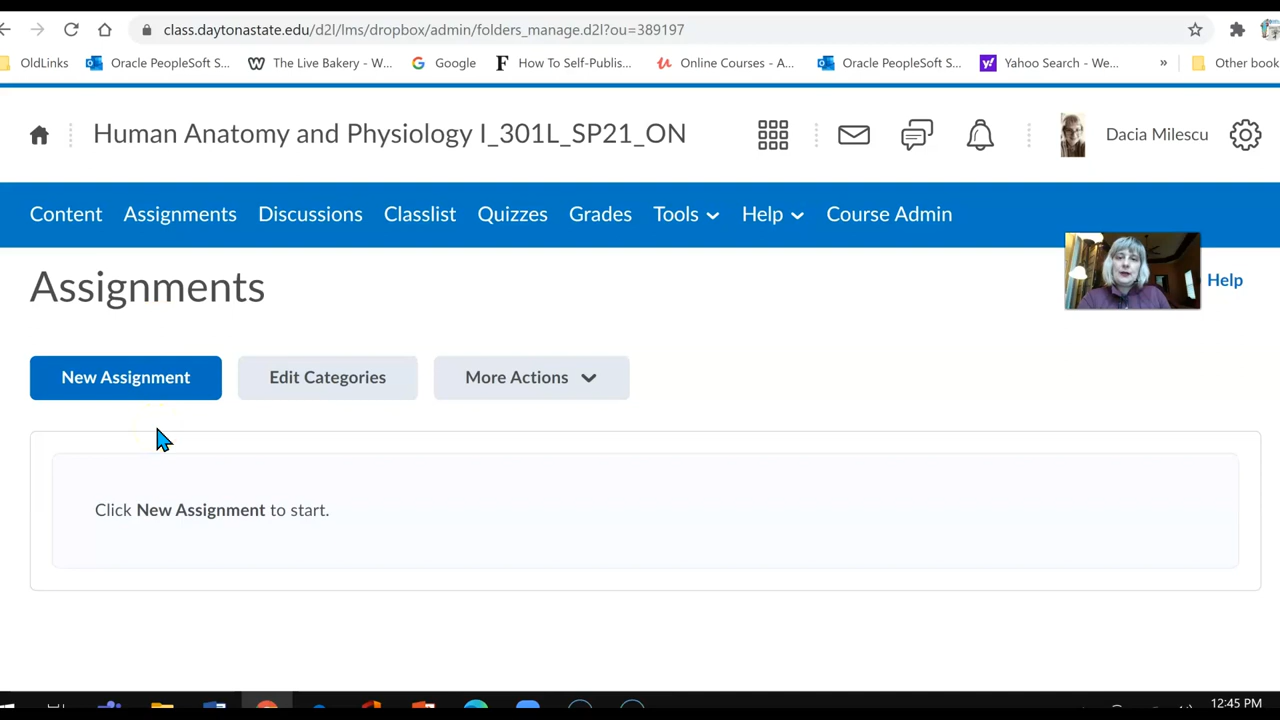 class.daytonastate.edu/d2l/lms/dropbox/admin/folders_manage.d2l?ou=389197
OldLinks Oracle PeopleSoft S... The Live Bakery - W... Google How To Self-Publis... Online Courses - A... Oracle PeopleSoft S... Yahoo Search - We... » Other book
Human Anatomy and Physiology I_301L_SP21_ON Dacia Milescu
Content Assignments Discussions Classlist Quizzes Grades Tools Help Course Admin
Assignments Help
New Assignment Edit Categories More Actions
Click New Assignment to start.
12:45 PM